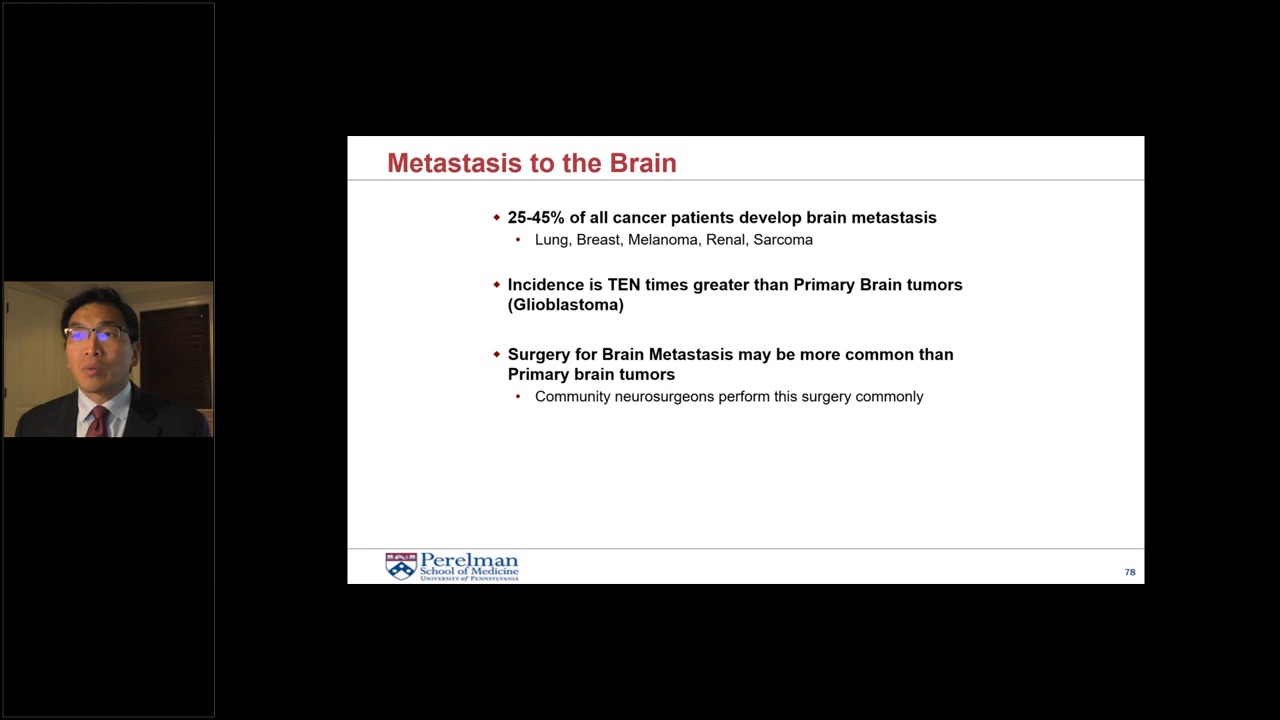 Metastasis to the Brain
25-45% of all cancer patients develop brain metastasis
Lung, Breast, Melanoma, Renal, Sarcoma
Incidence is TEN times greater than Primary Brain tumors
(Glioblastoma)
Surgery for Brain Metastasis may be more common than
Primary brain tumors
Community neurosurgeons perform this surgery commonly
Perelman
School of Medicine
UNIVERSITY of PENNSYLVANIA
78